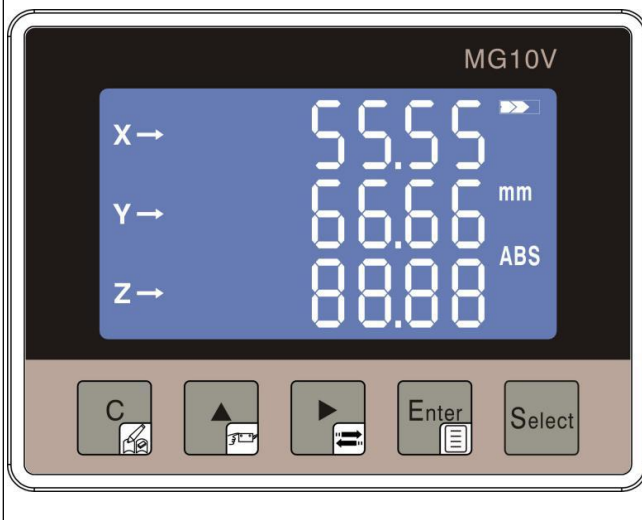 MG10V
X→ 55.55
Y→ 66.66 mm
ABS
Z→ 88.88
C
▲
▶
Enter
Select